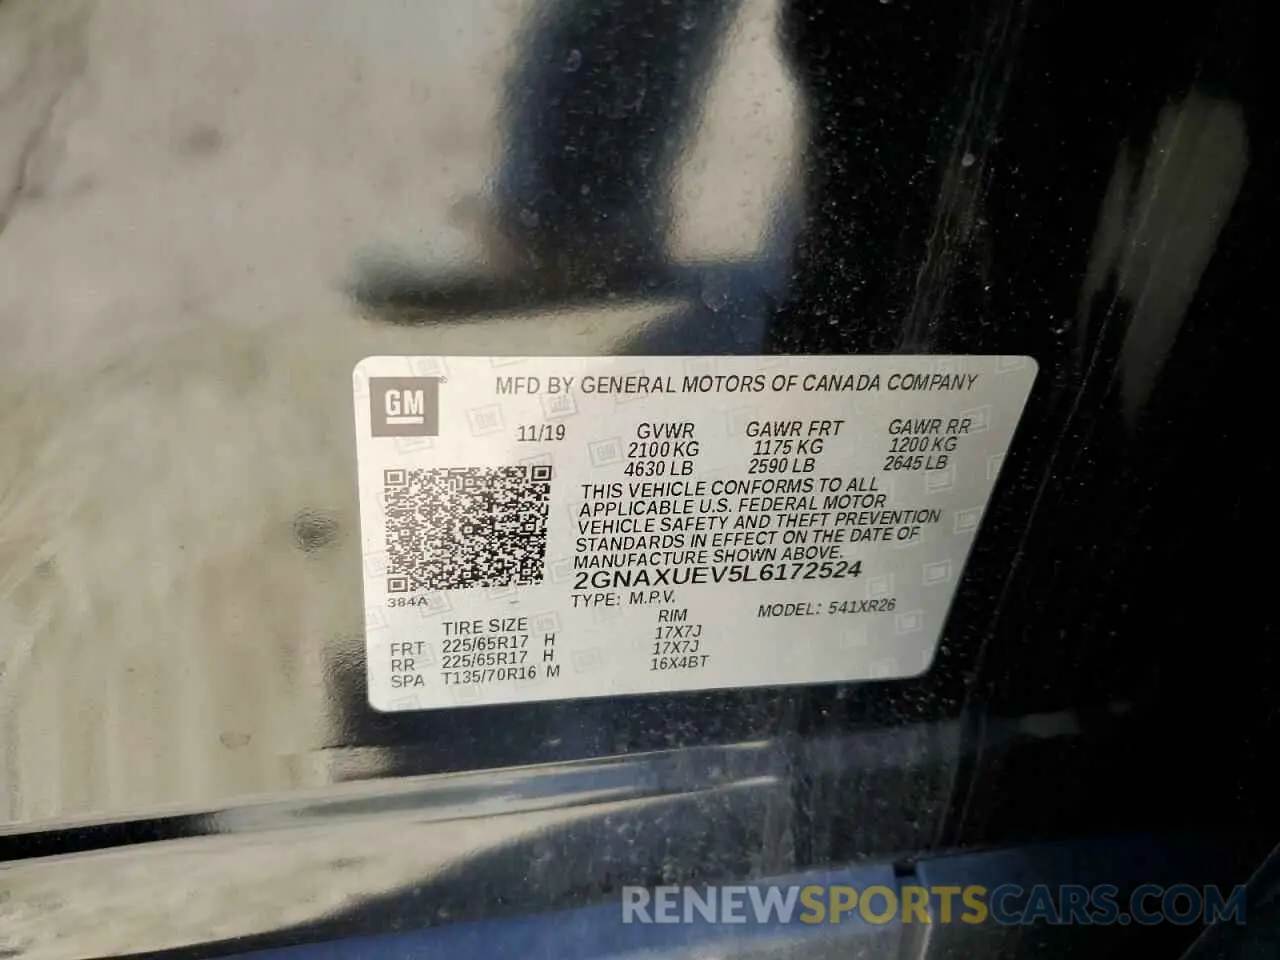 GM
MFD BY GENERAL MOTORS OF CANADA COMPANY
11/19 GVWR GAWR FRT GAWR RR
2100 KG 1175 KG 1200 KG
4630 LB 2590 LB 2645 LB
THIS VEHICLE CONFORMS TO ALL
APPLICABLE U.S. FEDERAL MOTOR
VEHICLE SAFETY AND THEFT PREVENTION
STANDARDS IN EFFECT ON THE DATE OF
MANUFACTURE SHOWN ABOVE.
2GNAXUEV5L6172524
384A
TYPE: M.P.V. MODEL: 541XR26
TIRE SIZE RIM
FRT 225/65R17 H 17X7J
RR 225/65R17 H 17X7J
SPA T135/70R16 M 16X4BT
RENEWSPORTSCARS.COM